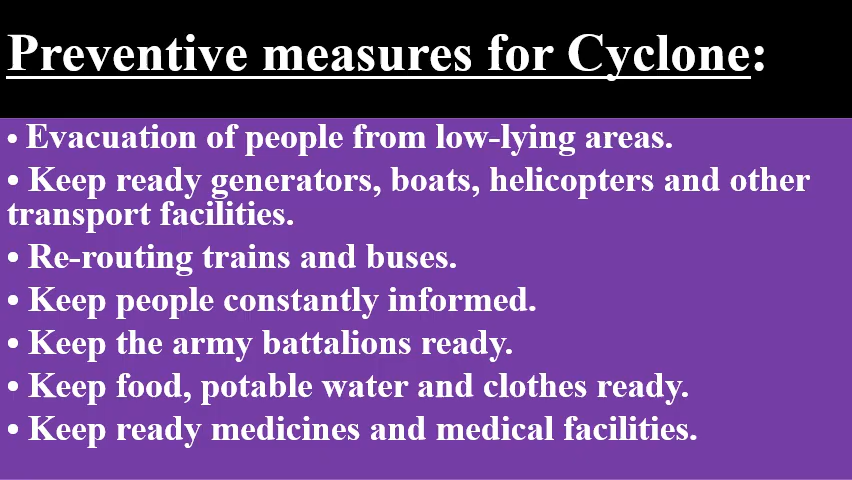 Preventive measures for Cyclone:
• Evacuation of people from low-lying areas.
• Keep ready generators, boats, helicopters and other
transport facilities.
• Re-routing trains and buses.
• Keep people constantly informed.
• Keep the army battalions ready.
• Keep food, potable water and clothes ready.
• Keep ready medicines and medical facilities.